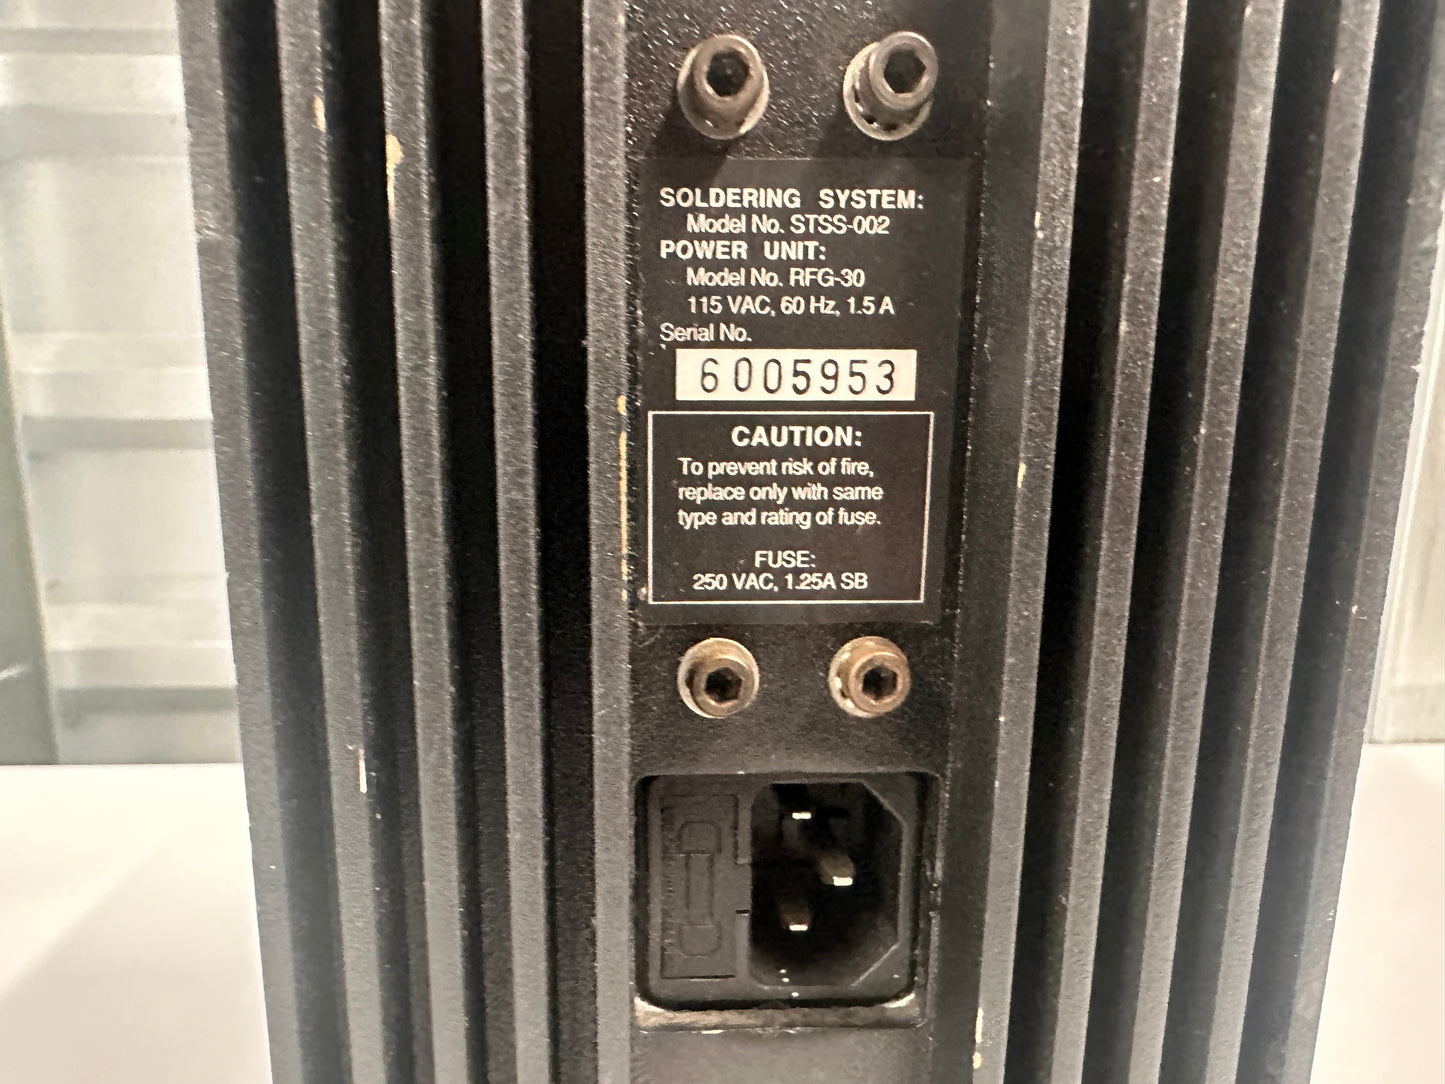 SOLDERING SYSTEM:
Model No. STSS-002
POWER UNIT:
Model No. RFG-30
115 VAC, 60 Hz, 1.5 A
Serial No.
6005953
CAUTION:
To prevent risk of fire,
replace only with same
type and rating of fuse.
FUSE:
250 VAC, 1.25A SB